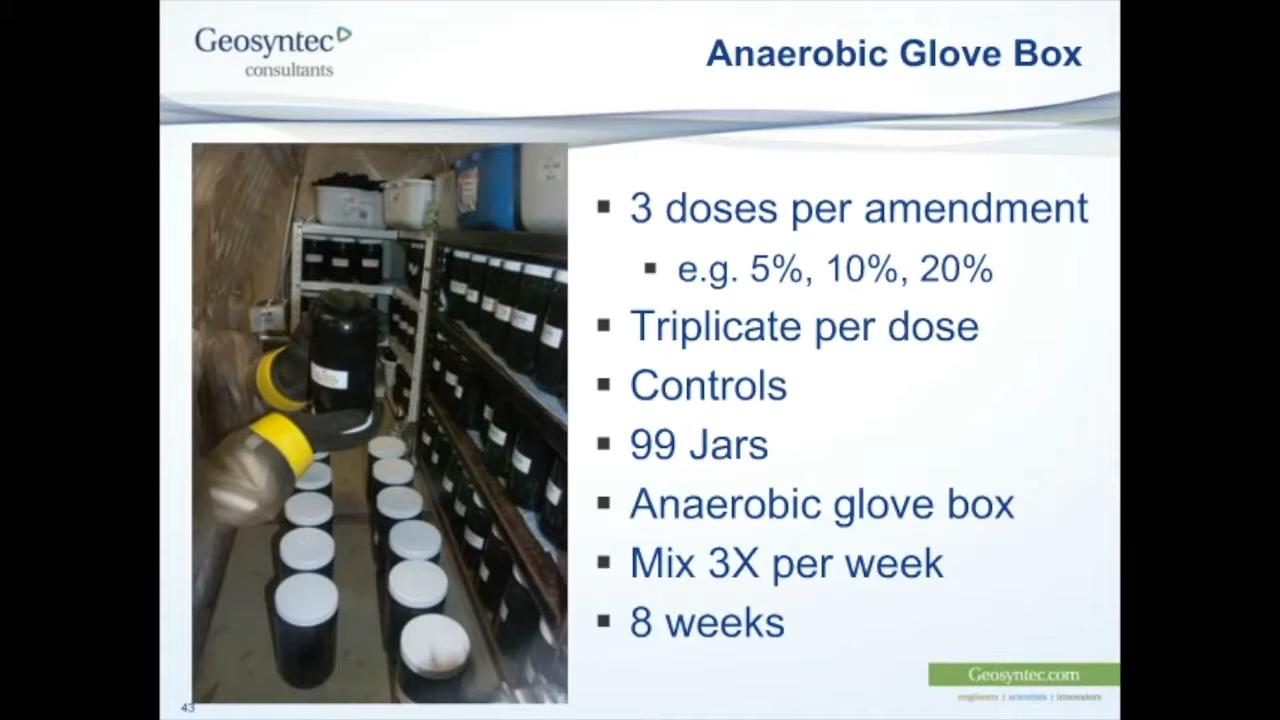 Geosyntec
consultants
Anaerobic Glove Box
3 doses per amendment
e.g. 5%, 10%, 20%
Triplicate per dose
Controls
99 Jars
Anaerobic glove box
Mix 3X per week
8 weeks
Geosyntec.com
engineers | scientists | innovators
43